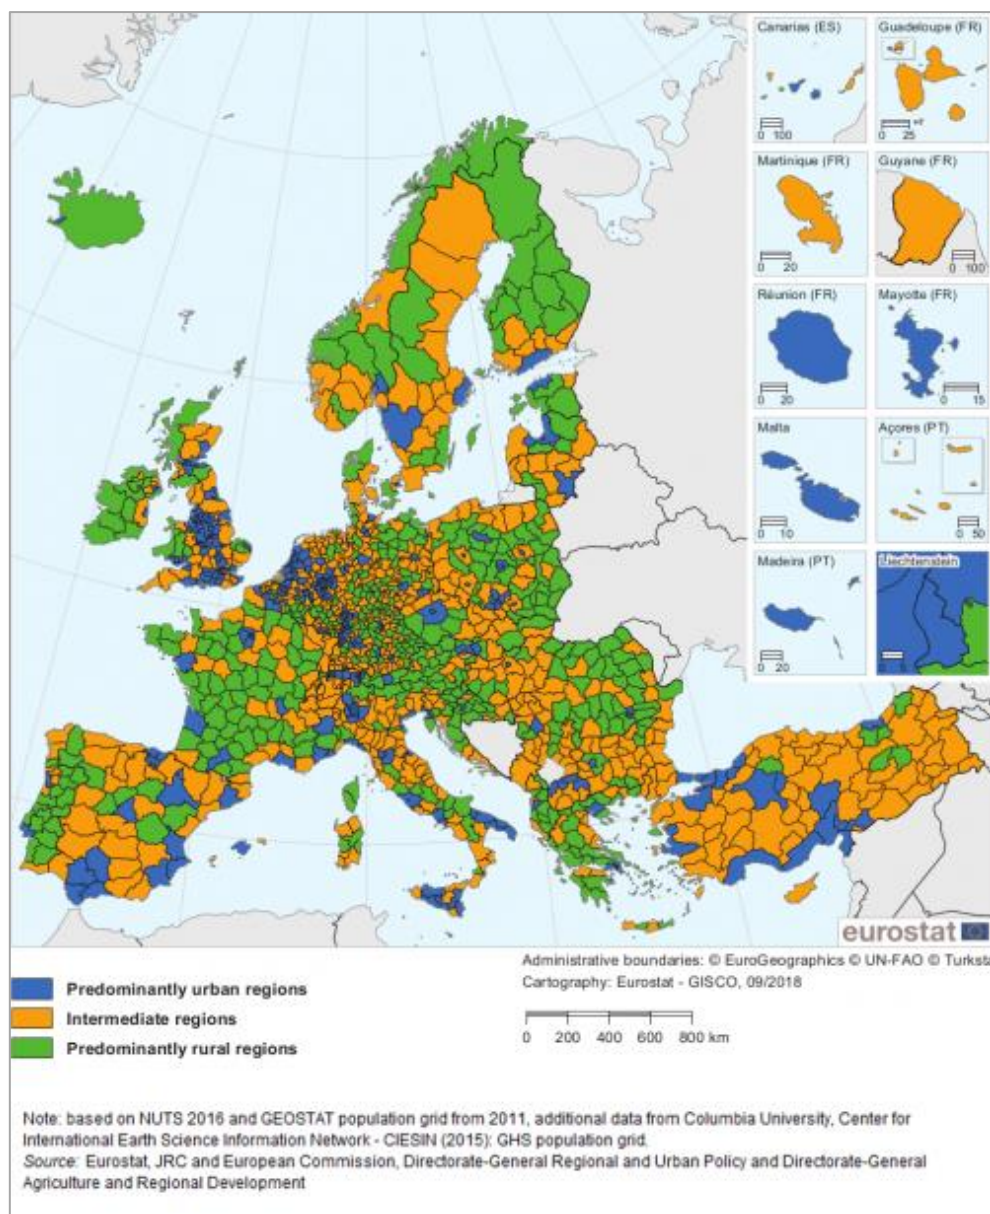 Canarias (ES)
0 100
Guadeloupe (FR)
0 25
Martinique (FR)
0 20
Guyane (FR)
0 100
Réunion (FR)
0 20
Mayotte (FR)
0 15
Malta
0 10
Açores (PT)
0 50
Madeira (PT)
0 20
Liechtenstein
eurostat
Administrative boundaries: © EuroGeographics © UN-FAO © Turksta
Cartography: Eurostat - GISCO, 09/2018
Predominantly urban regions
Intermediate regions
Predominantly rural regions
0 200 400 600 800 km
Note: based on NUTS 2016 and GEOSTAT population grid from 2011, additional data from Columbia University, Center for
International Earth Science Information Network - CIESIN (2015): GHS population grid.
Source: Eurostat, JRC and European Commission, Directorate-General Regional and Urban Policy and Directorate-General
Agriculture and Regional Development